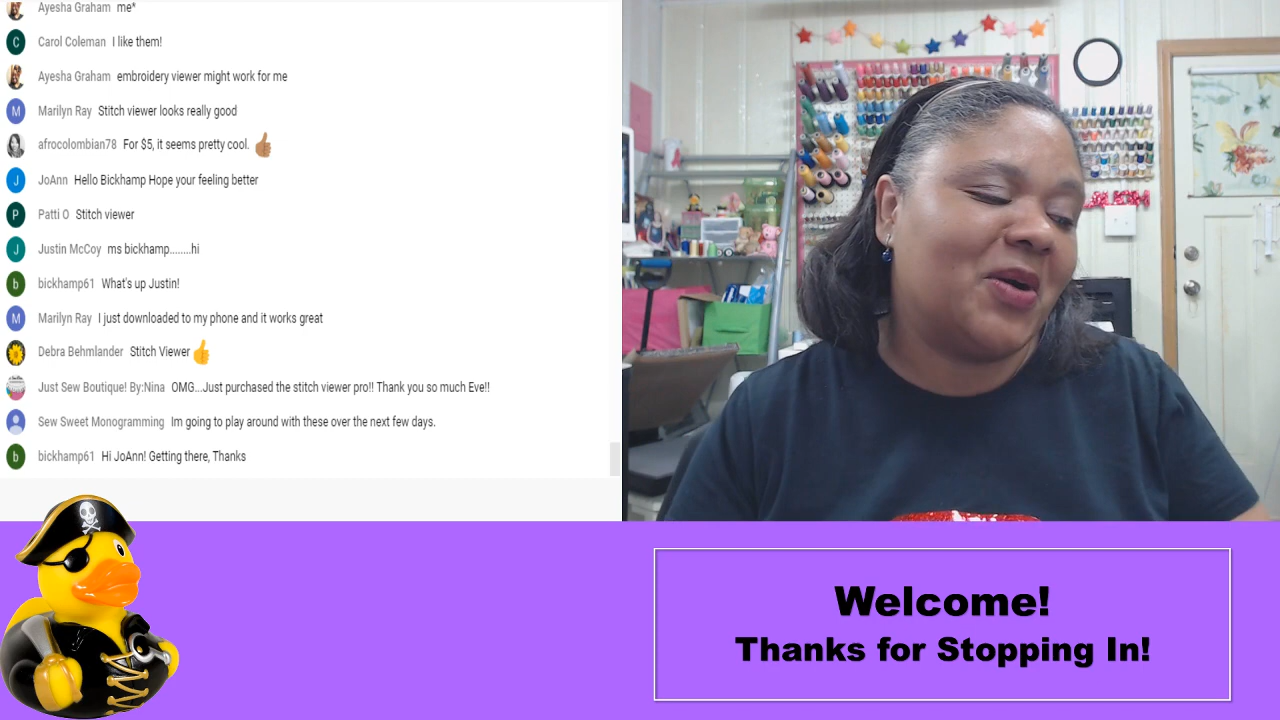 Ayesha Graham me*
Carol Coleman I like them!
Ayesha Graham embroidery viewer might work for me
Marilyn Ray Stitch viewer looks really good
afrocolombian78 For $5, it seems pretty cool.
JoAnn Hello Bickhamp Hope your feeling better
Patti O Stitch viewer
Justin McCoy ms bickhamp........hi
bickhamp61 What's up Justin!
Marilyn Ray I just downloaded to my phone and it works great
Debra Behmlander Stitch Viewer
Just Sew Boutique! By:Nina OMG...Just purchased the stitch viewer pro!! Thank you so much Eve!!
Sew Sweet Monogramming Im going to play around with these over the next few days.
bickhamp61 Hi JoAnn! Getting there, Thanks
Welcome!
Thanks for Stopping In!